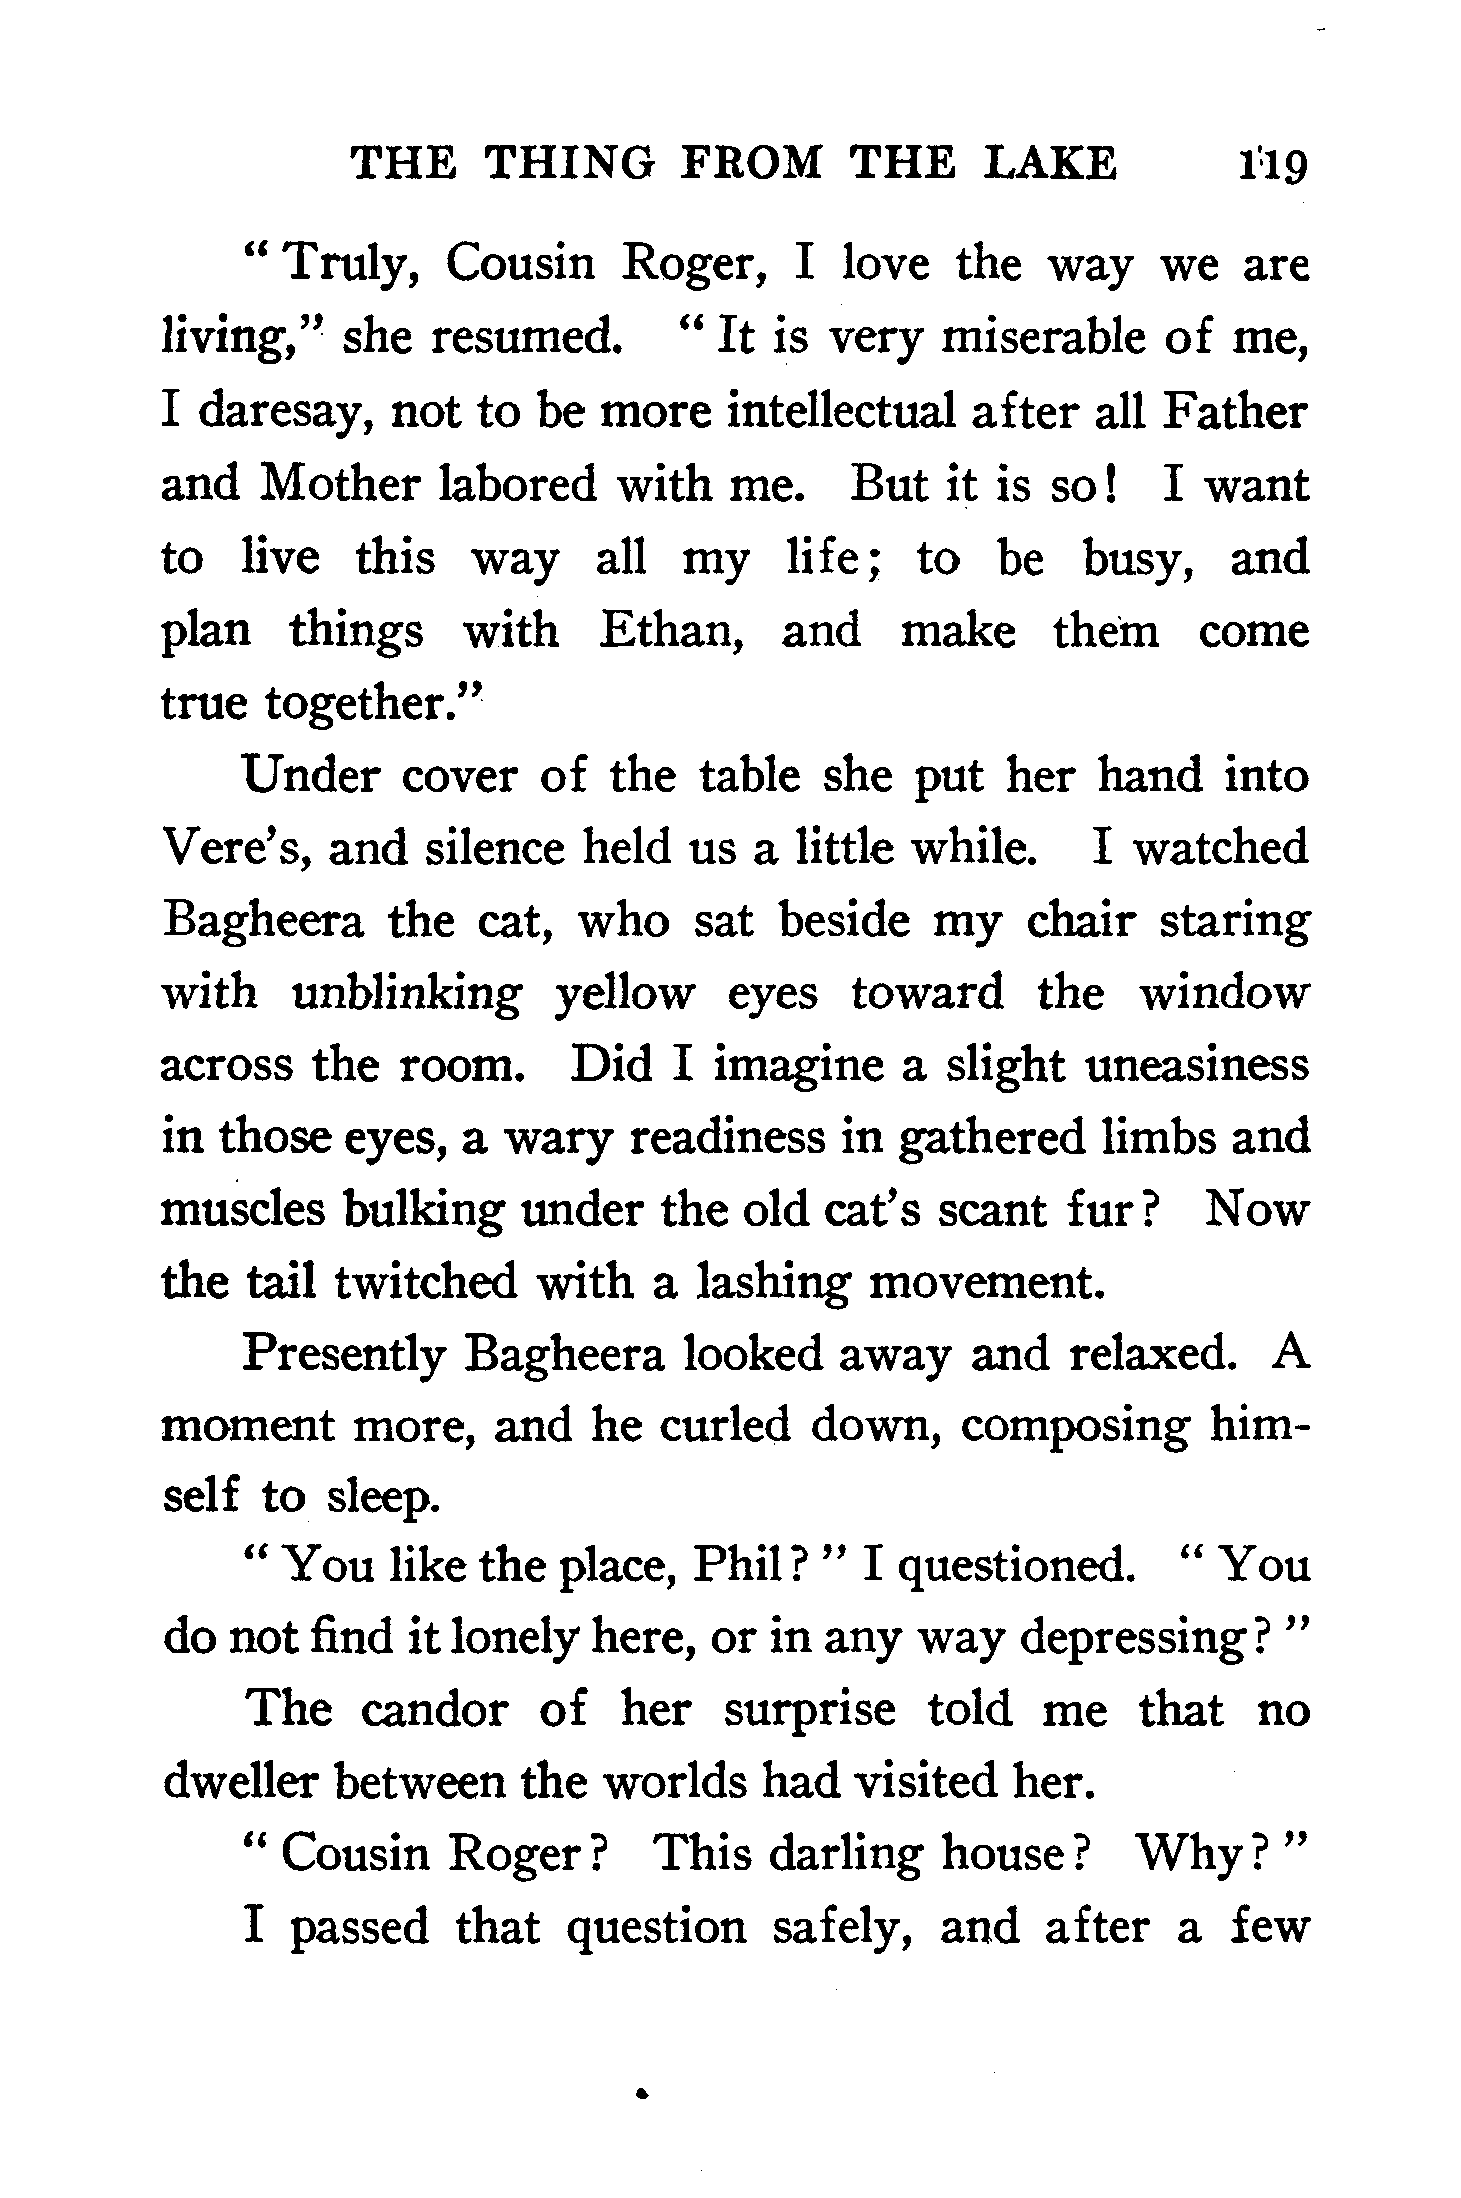 THE THING FROM THE LAKE 119
" Truly, Cousin Roger, I love the way we are
living," she resumed. " It is very miserable of me,
I daresay, not to be more intellectual after all Father
and Mother labored with me. But it is so! I want
to live this way all my life; to be busy, and
plan things with Ethan, and make them come
true together."
Under cover of the table she put her hand into
Vere's, and silence held us a little while. I watched
Bagheera the cat, who sat beside my chair staring
with unblinking yellow eyes toward the window
across the room. Did I imagine a slight uneasiness
in those eyes, a wary readiness in gathered limbs and
muscles bulking under the old cat's scant fur? Now
the tail twitched with a lashing movement.
Presently Bagheera looked away and relaxed. A
moment more, and he curled down, composing him-
self to sleep.
" You like the place, Phil? " I questioned. " You
do not find it lonely here, or in any way depressing? "
The candor of her surprise told me that no
dweller between the worlds had visited her.
" Cousin Roger? This darling house? Why? "
I passed that question safely, and after a few